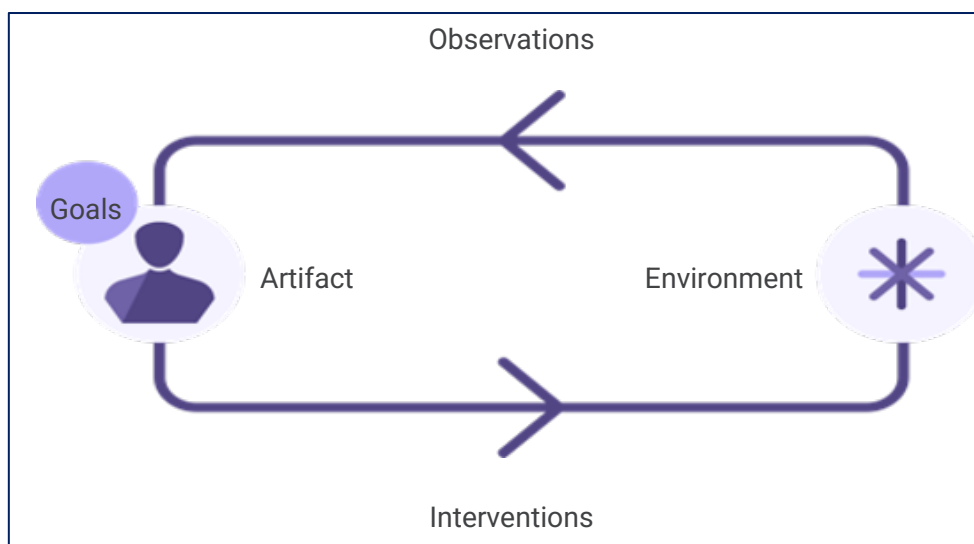 Observations
Goals
Artifact
Environment
Interventions